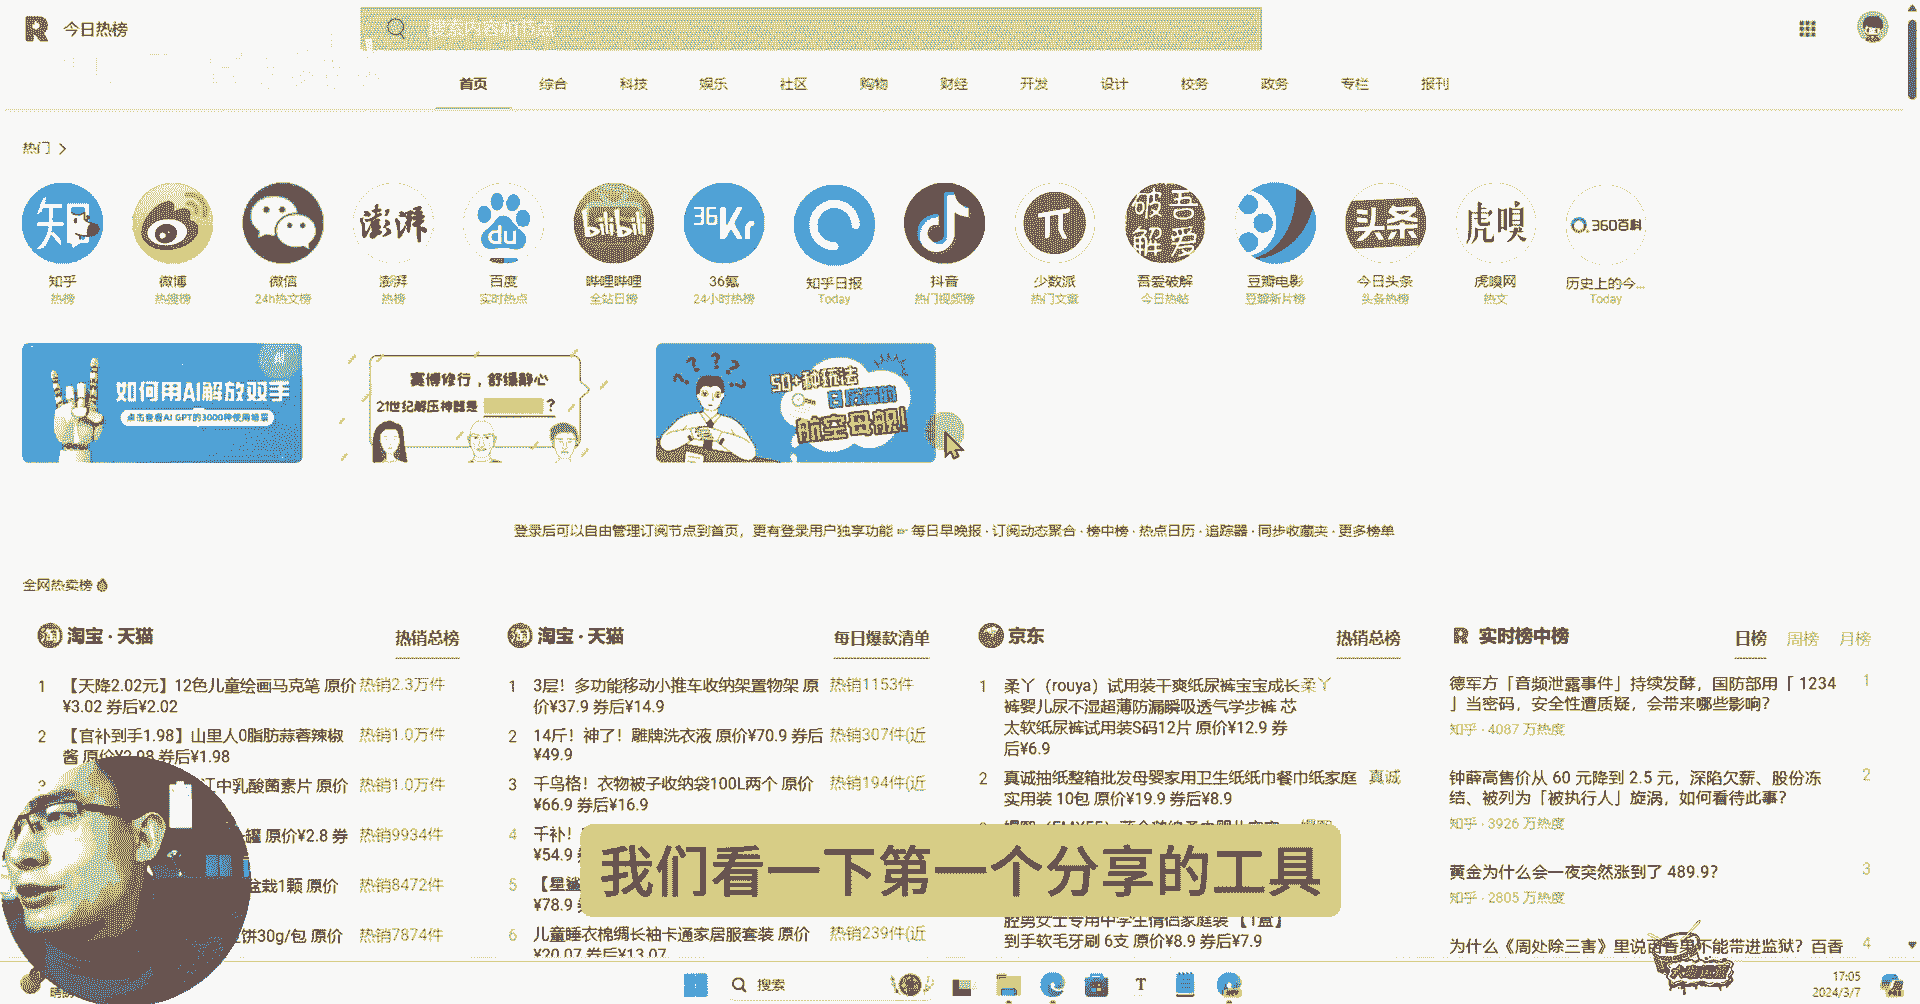 今日热榜
搜索内容和节点
首页 综合 科技 娱乐 社区 购物 财经 开发 设计 校务 政务 专栏 报刊
热门
知
澎湃
du
bilibili
36Kr
π
吾爱破解
头条
虎嗅
360百科
知乎 微博 微信 澎湃 百度 哔哩哔哩 36氪 知乎日报 抖音 少数派 吾爱破解 豆瓣电影 今日头条 虎嗅网 历史上的今...
热榜 热搜榜 24h热文榜 热榜 实时热点 全站日榜 24小时热榜 Today 热门视频榜 热门文章 今日热帖 豆瓣新片榜 头条热榜 热文 Today
如何用AI解放双手
点击查看AI GPT的3000种使用场景
赛博修行，舒缓静心
21世纪解压神器是 ？
50+种玩法
航空母舰!
登录后可以自由管理订阅节点到首页，更有登录用户独享功能 ☞ 每日早晚报 · 订阅动态聚合 · 榜中榜 · 热点日历 · 追踪器 · 同步收藏夹 · 更多榜单
全网热卖榜
淘宝 · 天猫 热销总榜
1 【天降2.02元】12色儿童绘画马克笔 原价 热销2.3万件
¥3.02 券后¥2.02
2 【官补到手1.98】山里人0脂肪蒜蓉辣椒 热销1.0万件
酱 原价¥3.98 券后¥1.98
3 江中乳酸菌素片 原价 热销1.0万件
罐 原价¥2.8 券 热销9934件
盆栽1颗 原价 热销8472件
饼30g/包 原价 热销7874件
淘宝 · 天猫 每日爆款清单
1 3层！多功能移动小推车收纳架置物架 原 热销1153件
价¥37.9 券后¥14.9
2 14斤！神了！雕牌洗衣液 原价¥70.9 券后 热销307件(近
¥49.9
3 千鸟格！衣物被子收纳袋100L两个 原价 热销194件(近
¥66.9 券后¥16.9
4 千补！
¥54.9
5 【星鲨
¥78.9
6 儿童睡衣棉绸长袖卡通家居服套装 原价 热销239件(近
¥20.07 券后¥13.07
京东 热销总榜
1 柔丫（rouya）试用装干爽纸尿裤宝宝成长 柔丫
裤婴儿尿不湿超薄防漏瞬吸透气学步裤 芯
太软纸尿裤试用装S码12片 原价¥12.9 券
后¥6.9
2 真诚抽纸整箱批发母婴家用卫生纸纸巾餐巾纸家庭 真诚
实用装 10包 原价¥19.9 券后¥8.9
腔男女士专用中学生情侣家庭装 【1盒】
到手软毛牙刷 6支 原价¥8.9 券后¥7.9
实时榜中榜 日榜 周榜 月榜
德军方「音频泄露事件」持续发酵，国防部用「 1234 1
」当密码，安全性遭质疑，会带来哪些影响？
知乎 · 4087 万热度
钟薛高售价从 60 元降到 2.5 元，深陷欠薪、股份冻 2
结、被列为「被执行人」旋涡，如何看待此事？
知乎 · 3926 万热度
黄金为什么会一夜突然涨到了 489.9？ 3
知乎 · 2805 万热度
为什么《周处除三害》里说百香果不能带进监狱？百香 4
我们看一下第一个分享的工具
搜索
17:05
2024/3/7